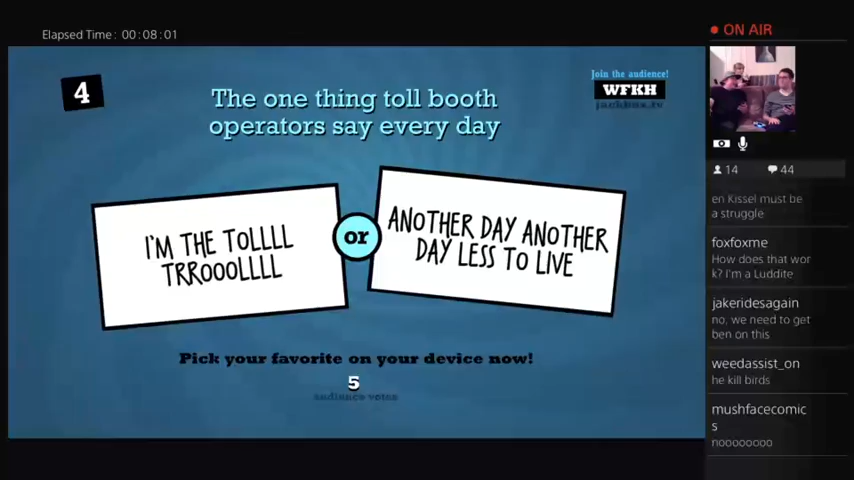 Elapsed Time: 00:08:01
ON AIR
4
The one thing toll booth
operators say every day
Join the audience!
WFKH
jackbox.tv
I'M THE TOLLLL
TRROOOLLLL
or
ANOTHER DAY ANOTHER
DAY LESS TO LIVE
Pick your favorite on your device now!
5
audience votes
14
44
en Kissel must be
a struggle
foxfoxme
How does that wor
k? I'm a Luddite
jakeridesagain
no, we need to get
ben on this
weedassist_on
he kill birds
mushfacecomic
s
nooooooooo